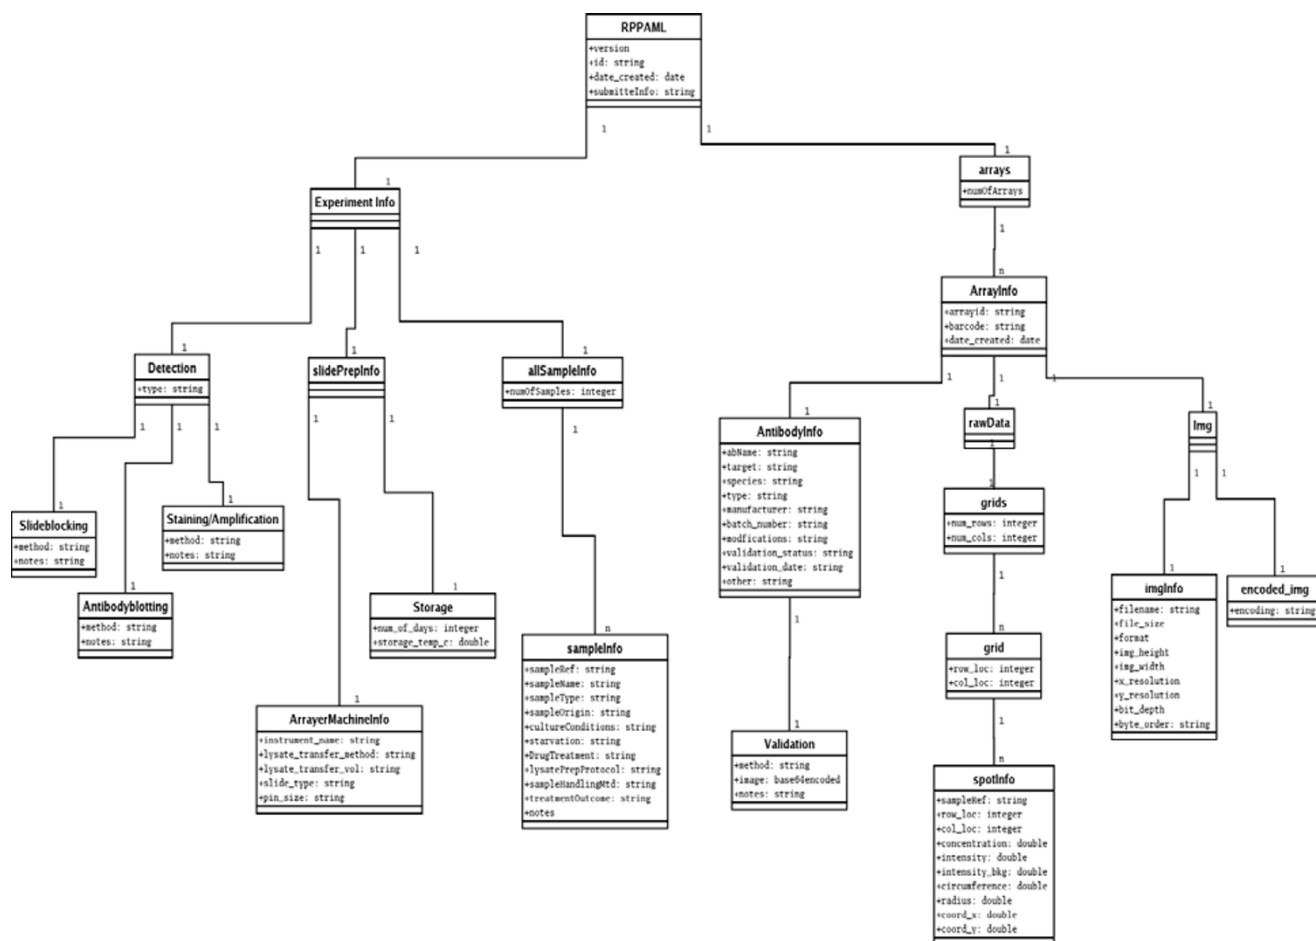 RPPAML
+version
+id: string
+date_created: date
+submitteInfo: string
1
1
1
1
Experiment Info
1
1
1
arrays
+numOfArrays
1
n
ArrayInfo
+arrayid: string
+barcode: string
+date_created: date
1
1
1
1
Detection
+type: string
1
1
1
1
slidePrepInfo
1
1
1
allSampleInfo
+numOfSamples: integer
1
1
Slideblocking
+method: string
+notes: string
1
Staining/Amplification
+method: string
+notes: string
1
Antibodyblotting
+method: string
+notes: string
1
Storage
+num_of_days: integer
+storage_temp_c: double
1
ArrayerMachineInfo
+instrument_name: string
+lysate_transfer_method: string
+lysate_transfer_vol: string
+slide_type: string
+pin_size: string
n
sampleInfo
+sampleRef: string
+sampleName: string
+sampleType: string
+sampleOrigin: string
+cultureConditions: string
+starvation: string
+DrugTreatment: string
+lysatePrepProtocol: string
+sampleHandlingMtd: string
+treatmentOutcome: string
+notes
1
AntibodyInfo
+abName: string
+target: string
+species: string
+type: string
+manufacturer: string
+batch_number: string
+modfications: string
+validation_status: string
+validation_date: string
+other: string
1
1
Validation
+method: string
+image: base64encoded
+notes: string
1
rawData
1
1
grids
+num_rows: integer
+num_cols: integer
1
n
grid
+row_loc: integer
+col_loc: integer
1
n
spotInfo
+sampleRef: string
+row_loc: integer
+col_loc: integer
+concentration: double
+intensity: double
+intensity_bkg: double
+circumference: double
+radius: double
+coord_x: double
+coord_y: double
1
Img
1
1
1
imgInfo
+filename: string
+file_size
+format
+img_height
+img_width
+x_resolution
+y_resolution
+bit_depth
+byte_order: string
1
encoded_img
+encoding: string